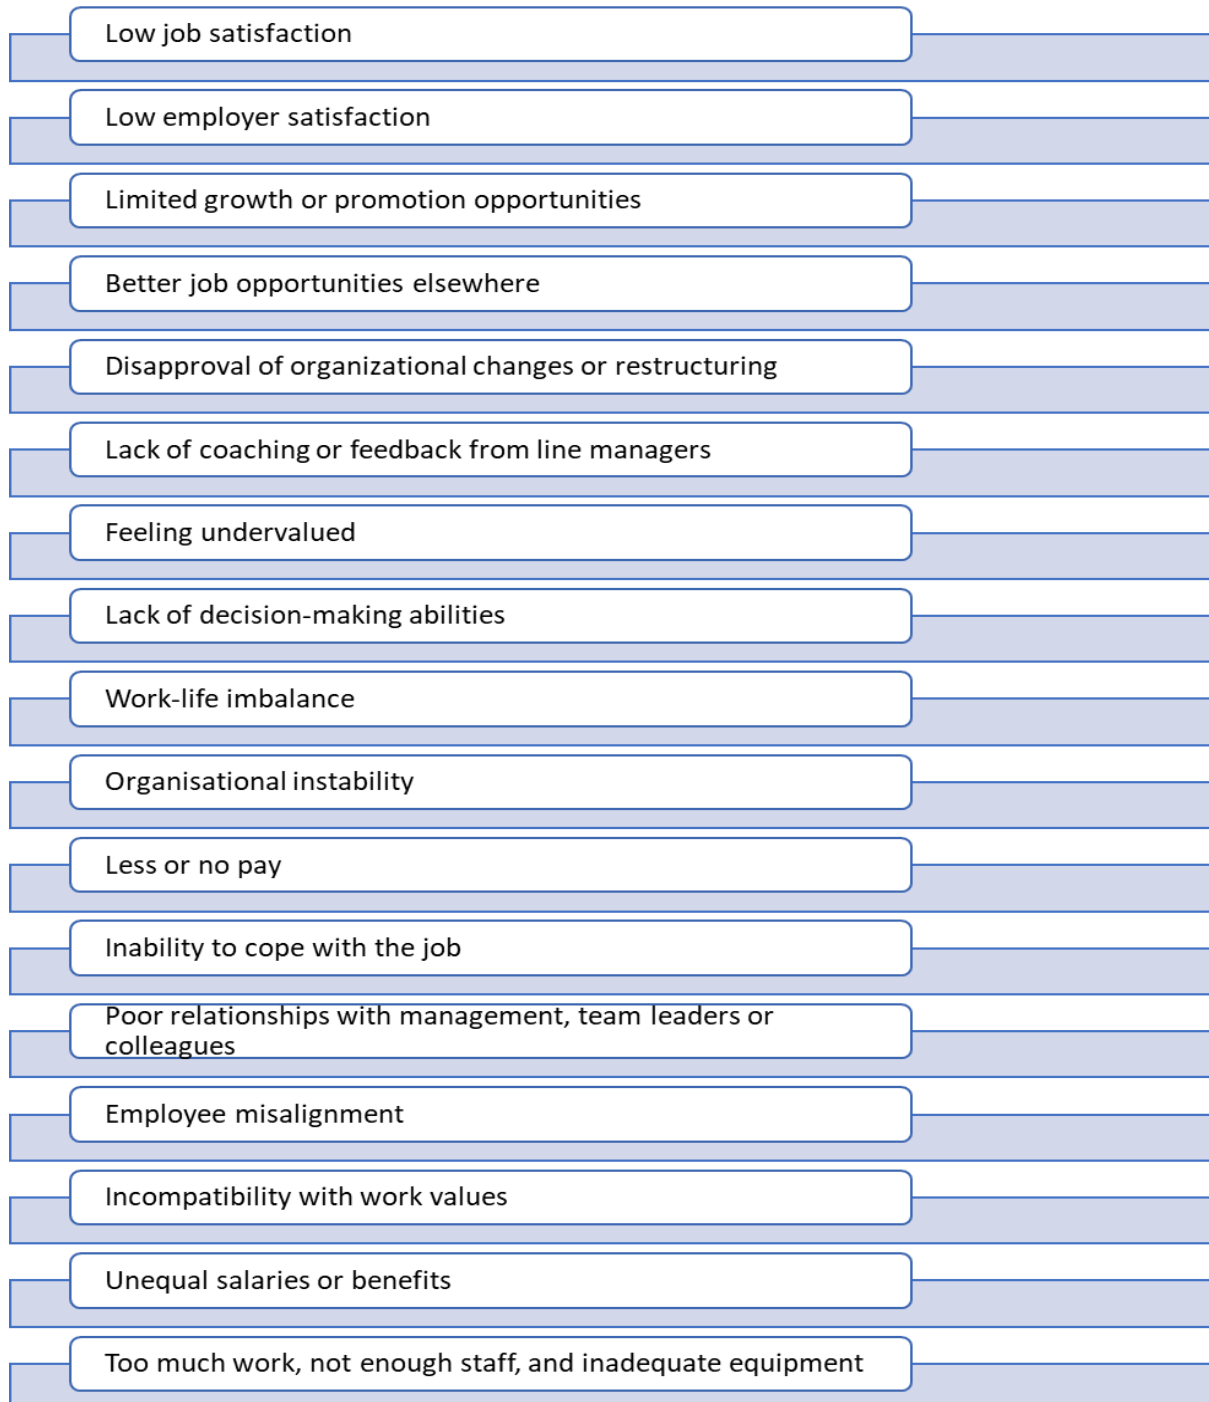 Low job satisfaction
Low employer satisfaction
Limited growth or promotion opportunities
Better job opportunities elsewhere
Disapproval of organizational changes or restructuring
Lack of coaching or feedback from line managers
Feeling undervalued
Lack of decision-making abilities
Work-life imbalance
Organisational instability
Less or no pay
Inability to cope with the job
Poor relationships with management, team leaders or
colleagues
Employee misalignment
Incompatibility with work values
Unequal salaries or benefits
Too much work, not enough staff, and inadequate equipment